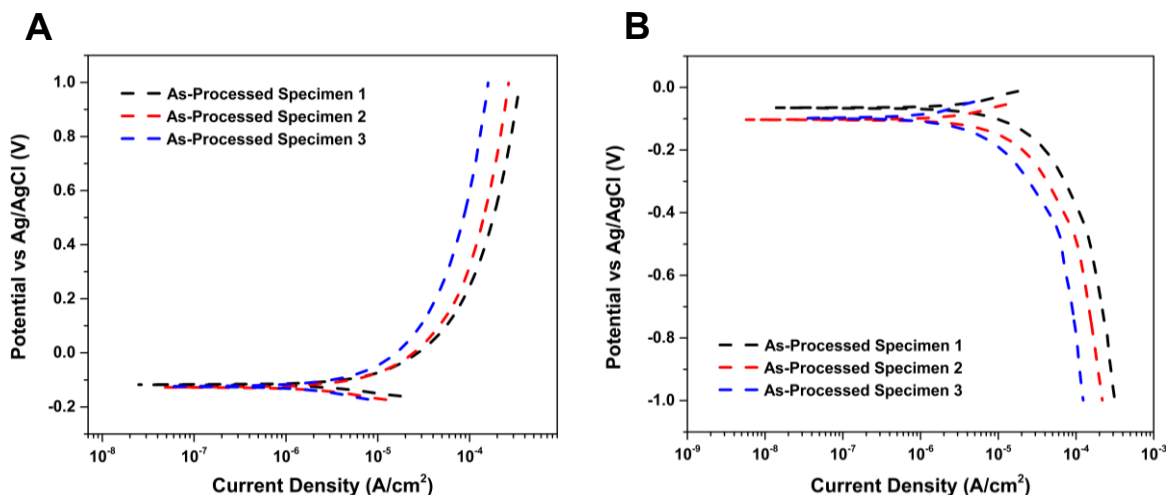 A
As-Processed Specimen 1
As-Processed Specimen 2
As-Processed Specimen 3
1.0
0.8
0.6
0.4
0.2
0.0
-0.2
Potential vs Ag/AgCl (V)
10⁻⁸ 10⁻⁷ 10⁻⁶ 10⁻⁵ 10⁻⁴
Current Density (A/cm²)
B
0.0
-0.2
-0.4
-0.6
-0.8
-1.0
Potential vs Ag/AgCl (V)
As-Processed Specimen 1
As-Processed Specimen 2
As-Processed Specimen 3
10⁻⁹ 10⁻⁸ 10⁻⁷ 10⁻⁶ 10⁻⁵ 10⁻⁴ 10⁻³
Current Density (A/cm²)